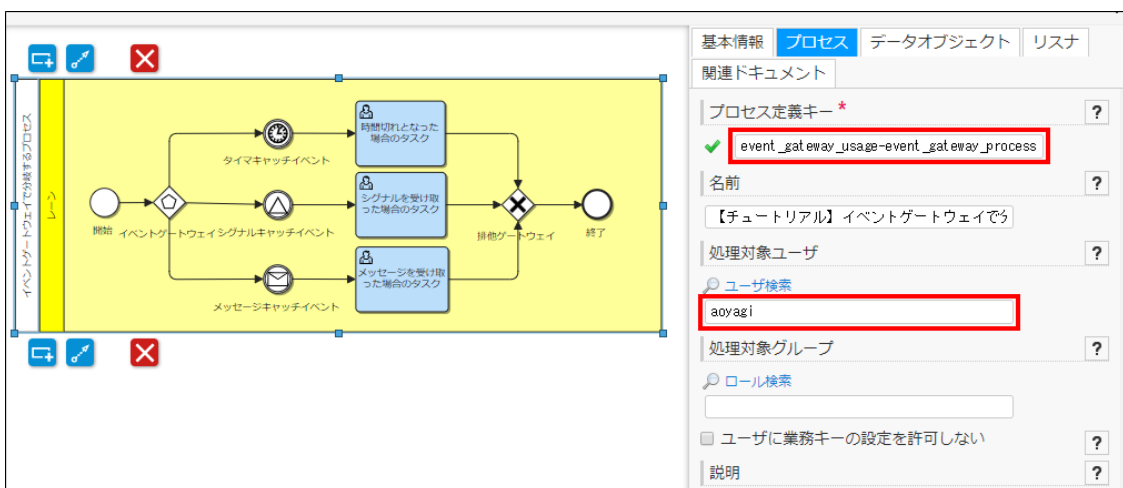 イベントゲートウェイで分岐するプロセス
レーン
開始
イベントゲートウェイ
タイマキャッチイベント
シグナルキャッチイベント
メッセージキャッチイベント
時間切れとなった
場合のタスク
シグナルを受け取
った場合のタスク
メッセージを受け取
った場合のタスク
排他ゲートウェイ
終了
基本情報 プロセス データオブジェクト リスナ
関連ドキュメント
プロセス定義キー * ?
event_gateway_usage-event_gateway_process
名前 ?
【チュートリアル】イベントゲートウェイで分
処理対象ユーザ ?
ユーザ検索
aoyagi
処理対象グループ ?
ロール検索
ユーザに業務キーの設定を許可しない ?
説明 ?